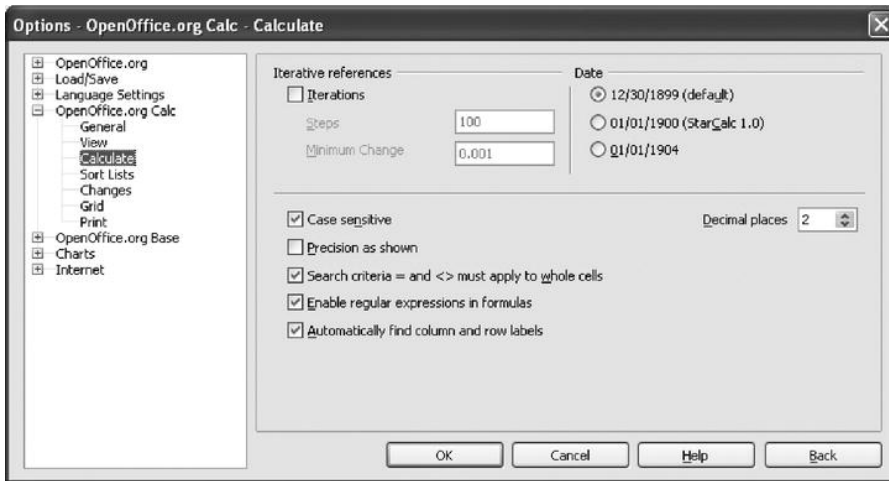 Options - OpenOffice.org Calc - Calculate
OpenOffice.org
Load/Save
Language Settings
OpenOffice.org Calc
General
View
Calculate
Sort Lists
Changes
Grid
Print
OpenOffice.org Base
Charts
Internet
Iterative references
Iterations
Steps 100
Minimum Change 0.001
Date
12/30/1899 (default)
01/01/1900 (StarCalc 1.0)
01/01/1904
Case sensitive
Decimal places 2
Precision as shown
Search criteria = and <> must apply to whole cells
Enable regular expressions in formulas
Automatically find column and row labels
OK Cancel Help Back